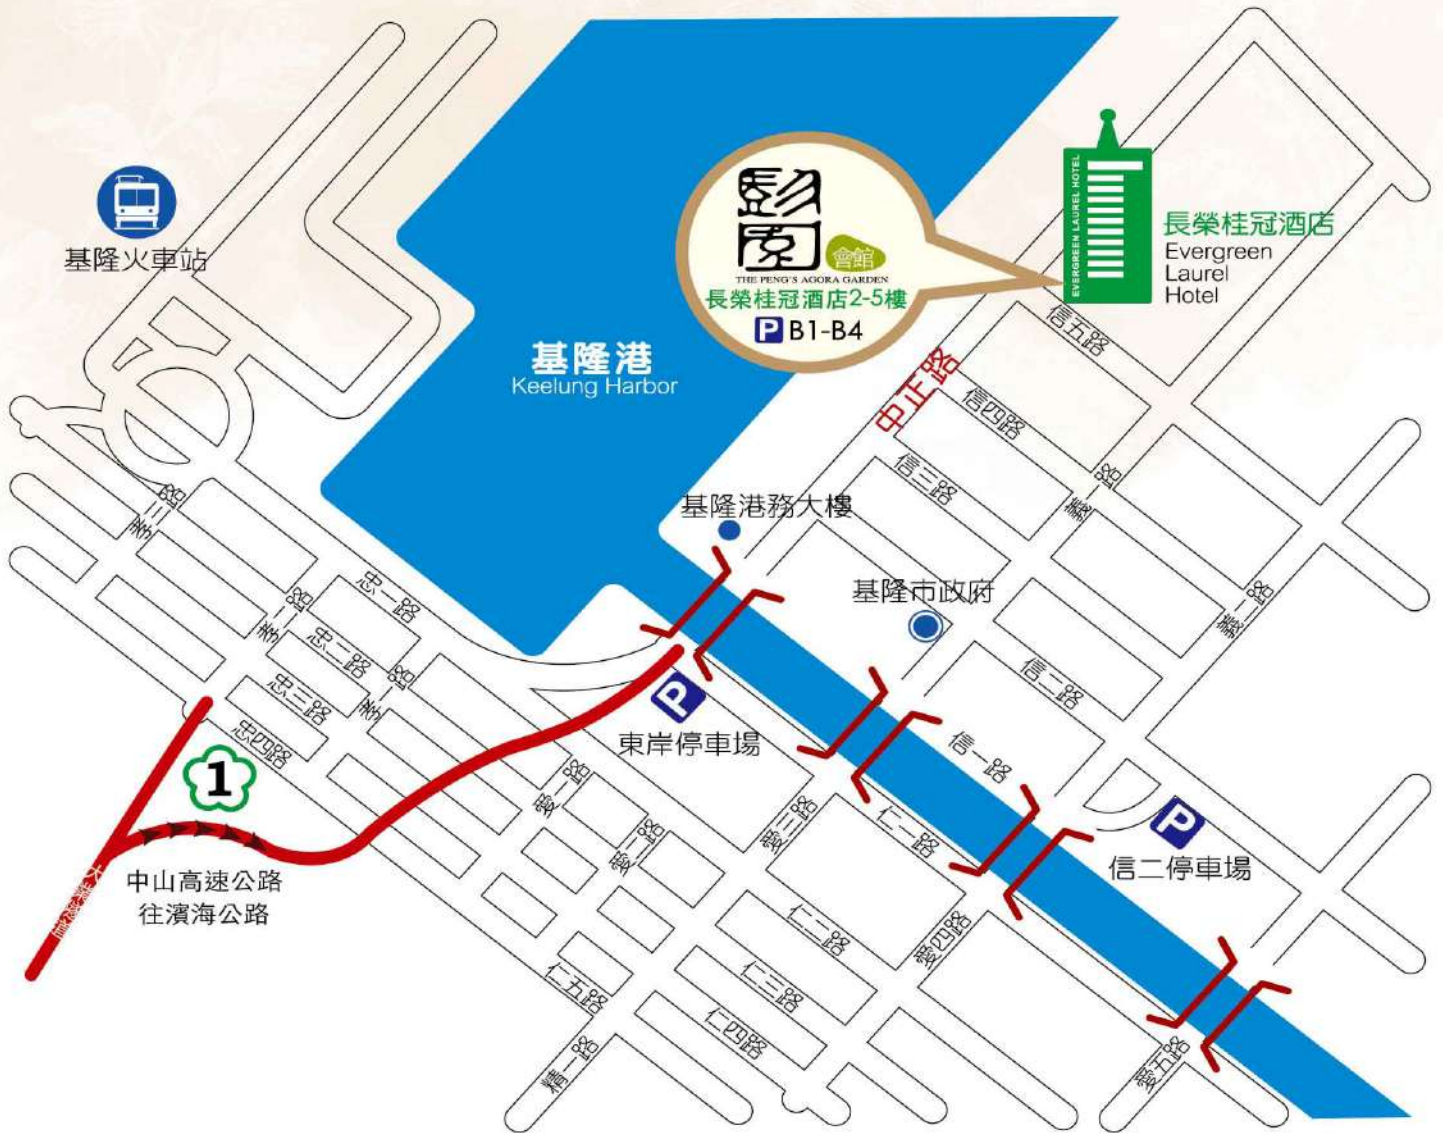 基隆火車站
彭園
會館
THE PENG'S AGORA GARDEN
長榮桂冠酒店2-5樓
P B1-B4
EVERGREEN LAUREL HOTEL
長榮桂冠酒店
Evergreen
Laurel
Hotel
基隆港
Keelung Harbor
中正路
信五路
信四路
信三路
義一路
義二路
基隆港務大樓
基隆市政府
信二路
信一路
孝三路
孝二路
孝一路
忠一路
忠二路
忠三路
忠四路
1
中山高速公路
往濱海公路
P
東岸停車場
P
信二停車場
愛一路
愛二路
愛三路
愛四路
愛五路
仁一路
仁二路
仁三路
仁四路
仁五路
精一路